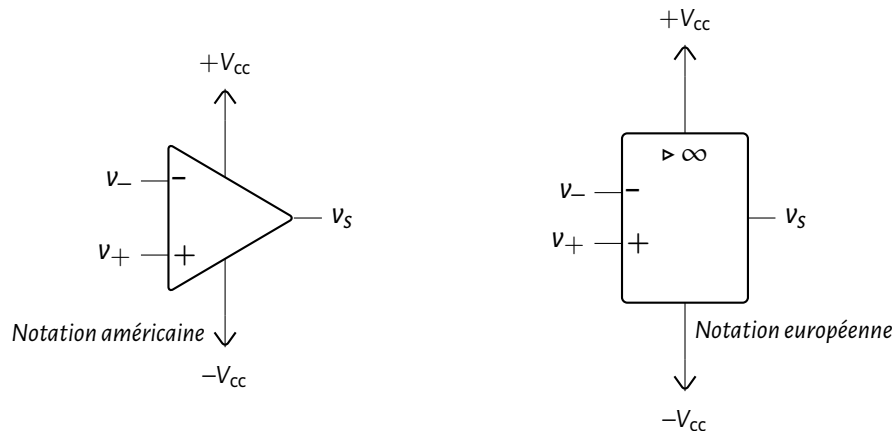 +Vcc
v−
−
v+
+
vs
Notation américaine
−Vcc
+Vcc
▹ ∞
v−
−
v+
+
vs
Notation européenne
−Vcc